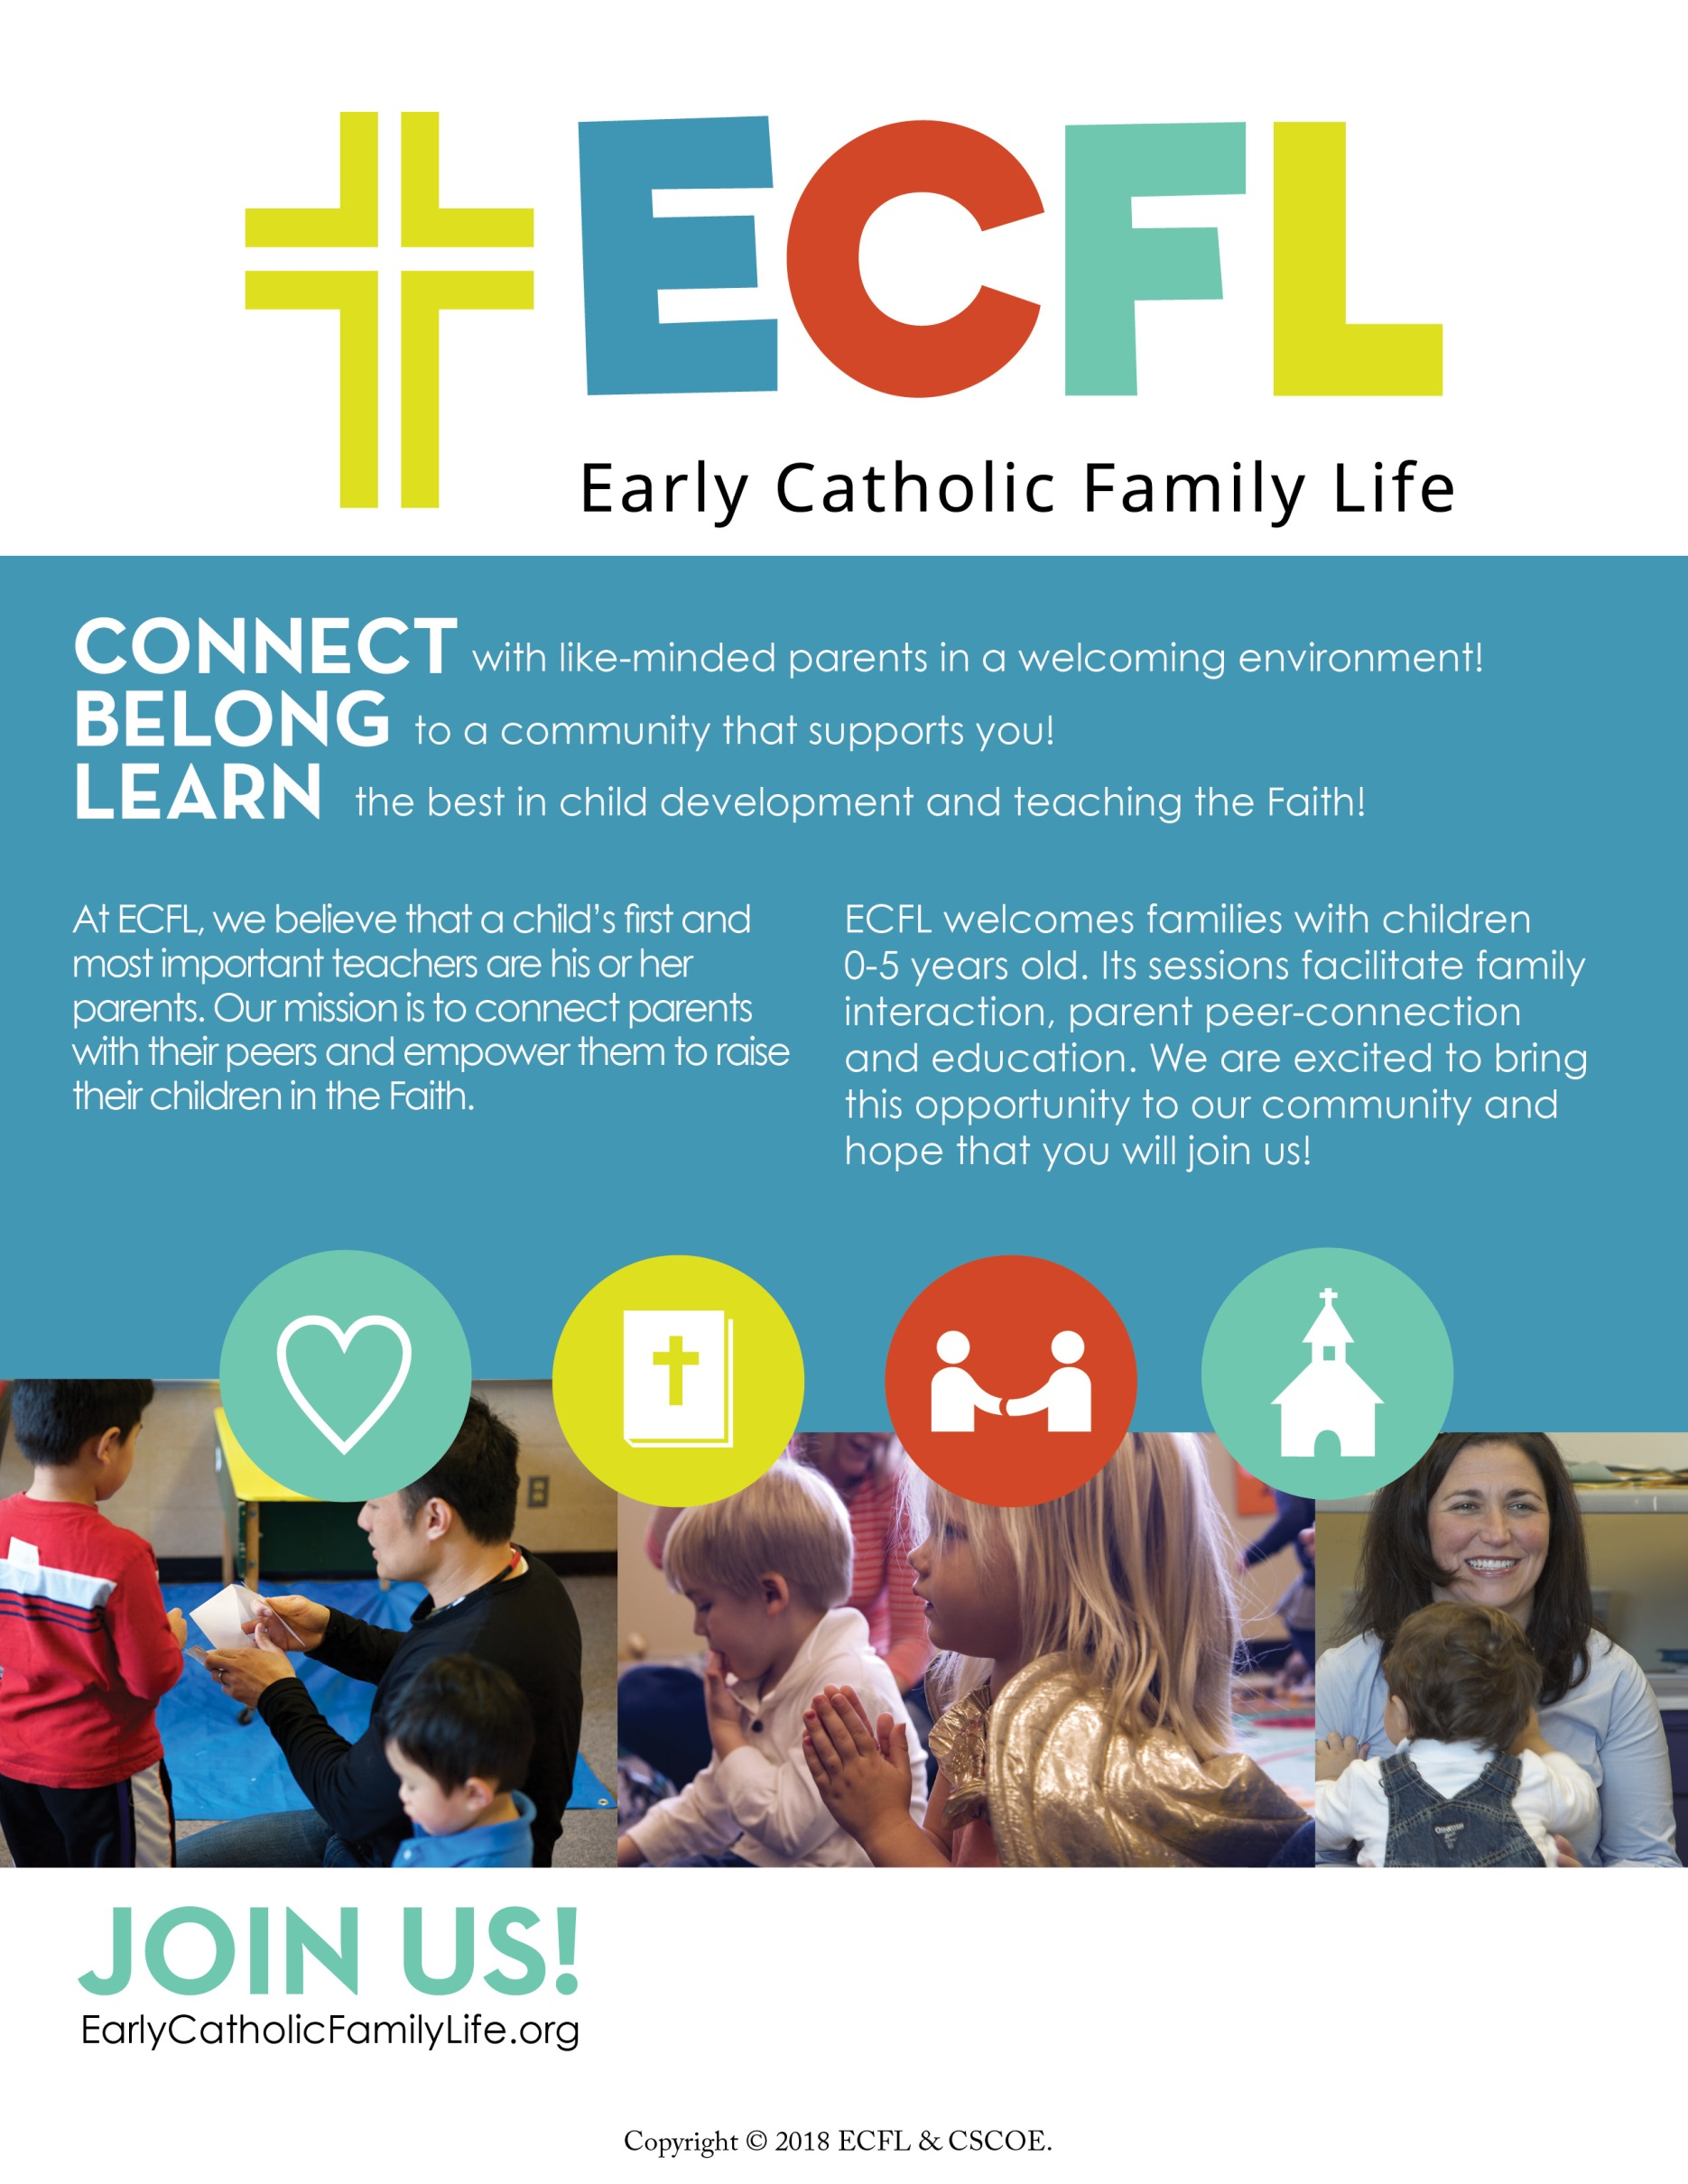 ECFL
Early Catholic Family Life
CONNECT with like-minded parents in a welcoming environment!
BELONG to a community that supports you!
LEARN the best in child development and teaching the Faith!
At ECFL, we believe that a child's first and
most important teachers are his or her
parents. Our mission is to connect parents
with their peers and empower them to raise
their children in the Faith.
ECFL welcomes families with children
0-5 years old. Its sessions facilitate family
interaction, parent peer-connection
and education. We are excited to bring
this opportunity to our community and
hope that you will join us!
JOIN US!
EarlyCatholicFamilyLife.org
Copyright © 2018 ECFL & CSCOE.